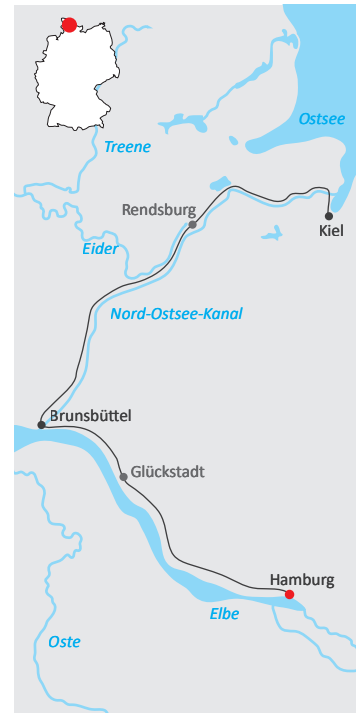 Ostsee
Treene
Rendsburg
Kiel
Eider
Nord-Ostsee-Kanal
Brunsbüttel
Glückstadt
Hamburg
Elbe
Oste